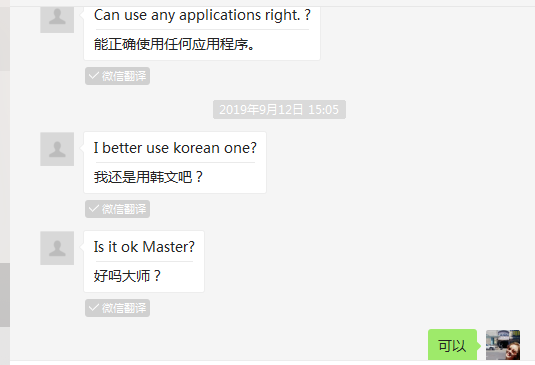 Can use any applications right. ?
能正确使用任何应用程序。
微信翻译
2019年9月12日 15:05
I better use korean one?
我还是用韩文吧？
微信翻译
Is it ok Master?
好吗大师？
微信翻译
可以